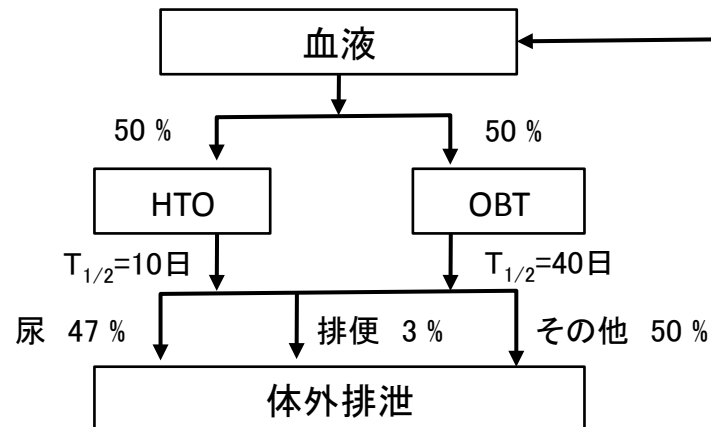 血液
50 % 50 %
HTO OBT
T1/2=10日 T1/2=40日
尿 47 % 排便 3 % その他 50 %
体外排泄